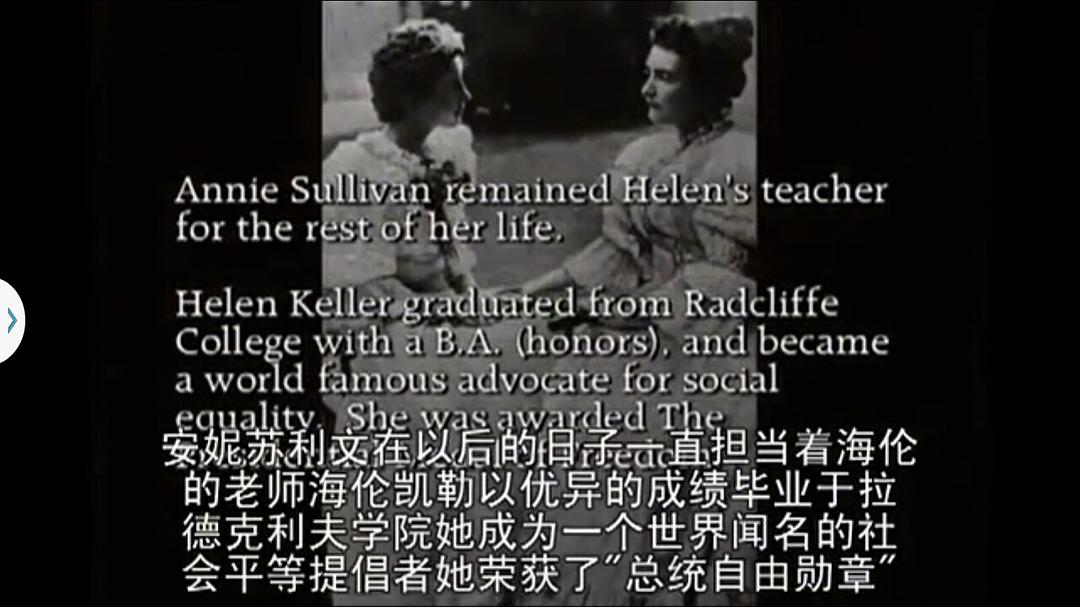 Annie Sullivan remained Helen's teacher
for the rest of her life.
Helen Keller graduated from Radcliffe
College with a B.A. (honors), and became
a world famous advocate for social
equality. She was awarded The
安妮苏利文在以后的日子一直担当着海伦
的老师海伦凯勒以优异的成绩毕业于拉
德克利夫学院她成为一个世界闻名的社
会平等提倡者她荣获了"总统自由勋章"